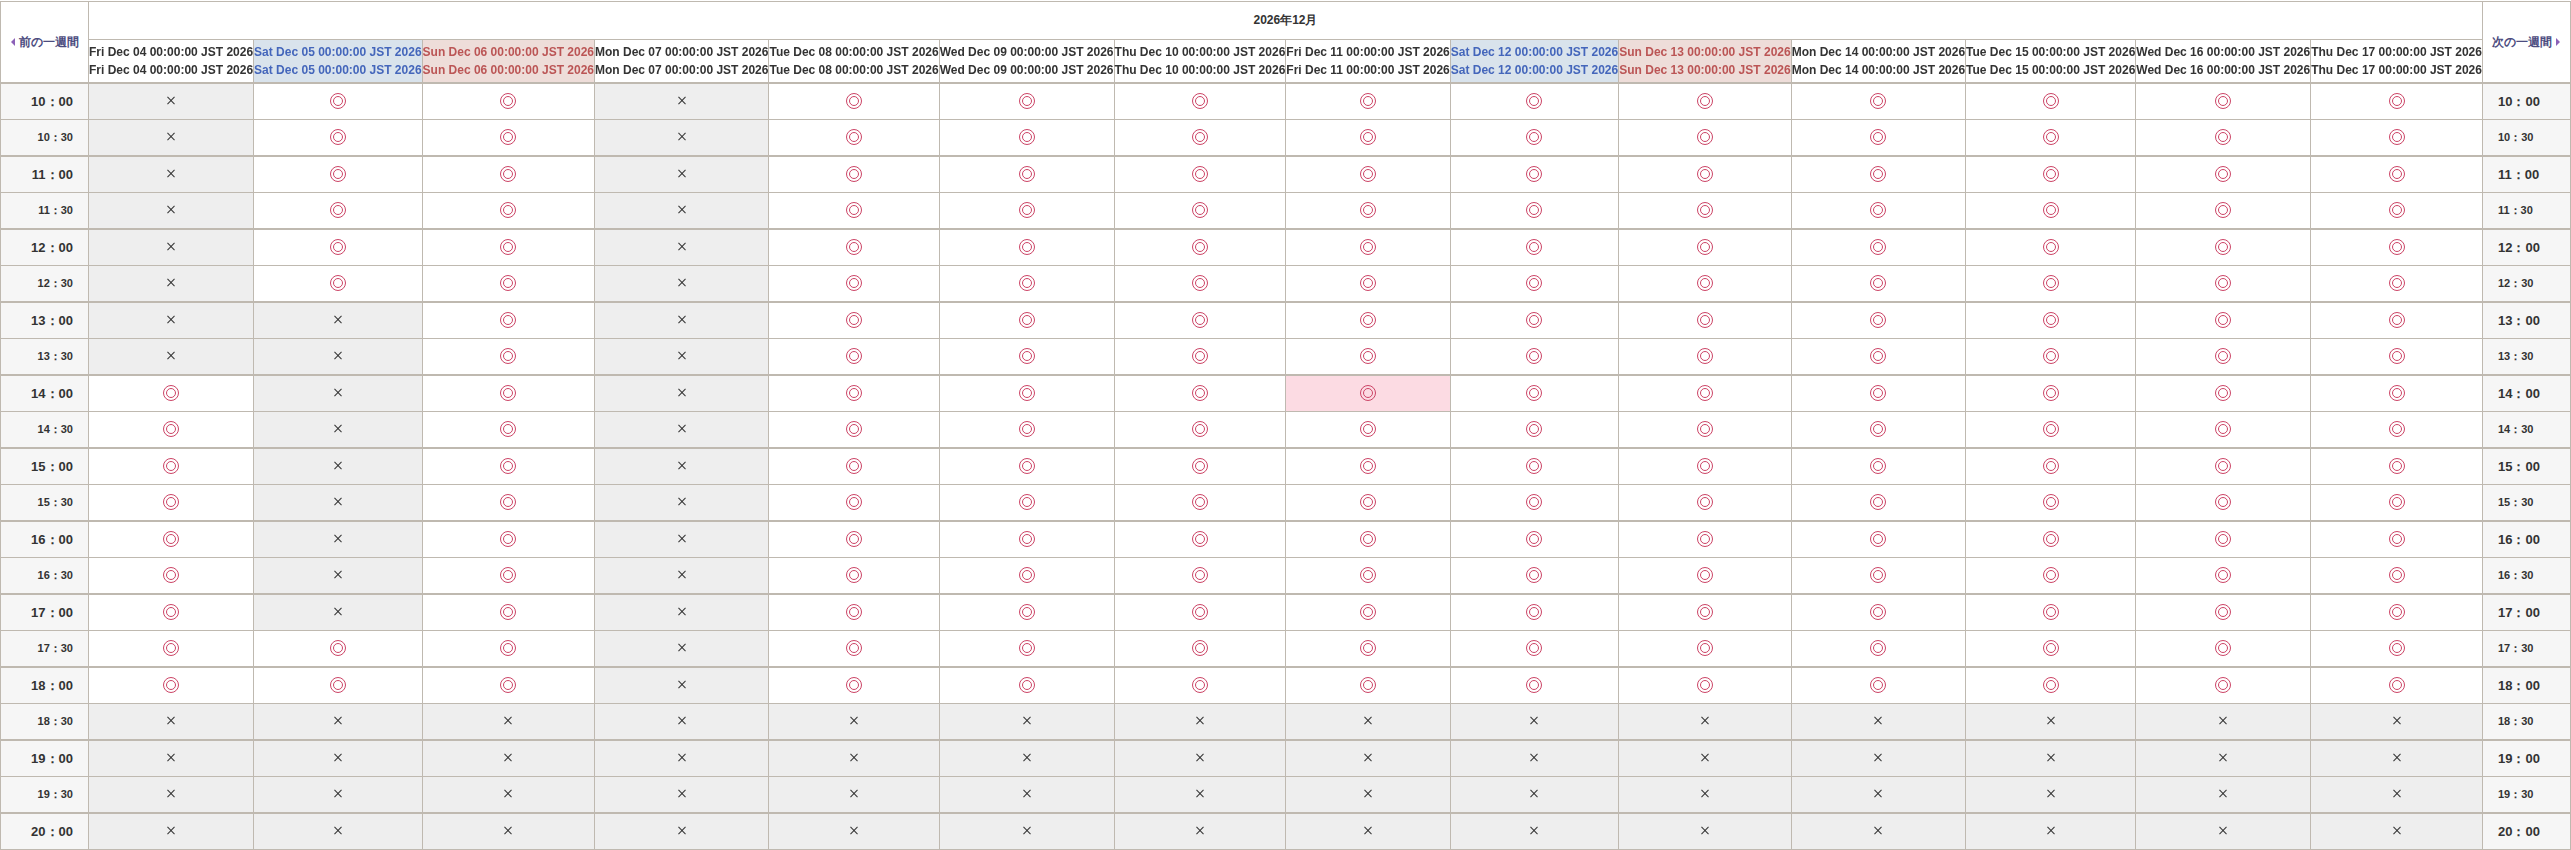 2026年12月
前の一週間
Fri Dec 04 00:00:00 JST 2026 Sat Dec 05 00:00:00 JST 2026 Sun Dec 06 00:00:00 JST 2026 Mon Dec 07 00:00:00 JST 2026 Tue Dec 08 00:00:00 JST 2026 Wed Dec 09 00:00:00 JST 2026 Thu Dec 10 00:00:00 JST 2026 Fri Dec 11 00:00:00 JST 2026 Sat Dec 12 00:00:00 JST 2026 Sun Dec 13 00:00:00 JST 2026 Mon Dec 14 00:00:00 JST 2026 Tue Dec 15 00:00:00 JST 2026 Wed Dec 16 00:00:00 JST 2026 Thu Dec 17 00:00:00 JST 2026
Fri Dec 04 00:00:00 JST 2026 Sat Dec 05 00:00:00 JST 2026 Sun Dec 06 00:00:00 JST 2026 Mon Dec 07 00:00:00 JST 2026 Tue Dec 08 00:00:00 JST 2026 Wed Dec 09 00:00:00 JST 2026 Thu Dec 10 00:00:00 JST 2026 Fri Dec 11 00:00:00 JST 2026 Sat Dec 12 00:00:00 JST 2026 Sun Dec 13 00:00:00 JST 2026 Mon Dec 14 00:00:00 JST 2026 Tue Dec 15 00:00:00 JST 2026 Wed Dec 16 00:00:00 JST 2026 Thu Dec 17 00:00:00 JST 2026
次の一週間
10：00 × ◎ ◎ × ◎ ◎ ◎ ◎ ◎ ◎ ◎ ◎ ◎ ◎ 10：00
10：30 × ◎ ◎ × ◎ ◎ ◎ ◎ ◎ ◎ ◎ ◎ ◎ ◎ 10：30
11：00 × ◎ ◎ × ◎ ◎ ◎ ◎ ◎ ◎ ◎ ◎ ◎ ◎ 11：00
11：30 × ◎ ◎ × ◎ ◎ ◎ ◎ ◎ ◎ ◎ ◎ ◎ ◎ 11：30
12：00 × ◎ ◎ × ◎ ◎ ◎ ◎ ◎ ◎ ◎ ◎ ◎ ◎ 12：00
12：30 × ◎ ◎ × ◎ ◎ ◎ ◎ ◎ ◎ ◎ ◎ ◎ ◎ 12：30
13：00 × × ◎ × ◎ ◎ ◎ ◎ ◎ ◎ ◎ ◎ ◎ ◎ 13：00
13：30 × × ◎ × ◎ ◎ ◎ ◎ ◎ ◎ ◎ ◎ ◎ ◎ 13：30
14：00 ◎ × ◎ × ◎ ◎ ◎ ◎ ◎ ◎ ◎ ◎ ◎ ◎ 14：00
14：30 ◎ × ◎ × ◎ ◎ ◎ ◎ ◎ ◎ ◎ ◎ ◎ ◎ 14：30
15：00 ◎ × ◎ × ◎ ◎ ◎ ◎ ◎ ◎ ◎ ◎ ◎ ◎ 15：00
15：30 ◎ × ◎ × ◎ ◎ ◎ ◎ ◎ ◎ ◎ ◎ ◎ ◎ 15：30
16：00 ◎ × ◎ × ◎ ◎ ◎ ◎ ◎ ◎ ◎ ◎ ◎ ◎ 16：00
16：30 ◎ × ◎ × ◎ ◎ ◎ ◎ ◎ ◎ ◎ ◎ ◎ ◎ 16：30
17：00 ◎ × ◎ × ◎ ◎ ◎ ◎ ◎ ◎ ◎ ◎ ◎ ◎ 17：00
17：30 ◎ ◎ ◎ × ◎ ◎ ◎ ◎ ◎ ◎ ◎ ◎ ◎ ◎ 17：30
18：00 ◎ ◎ ◎ × ◎ ◎ ◎ ◎ ◎ ◎ ◎ ◎ ◎ ◎ 18：00
18：30 × × × × × × × × × × × × × × 18：30
19：00 × × × × × × × × × × × × × × 19：00
19：30 × × × × × × × × × × × × × × 19：30
20：00 × × × × × × × × × × × × × × 20：00